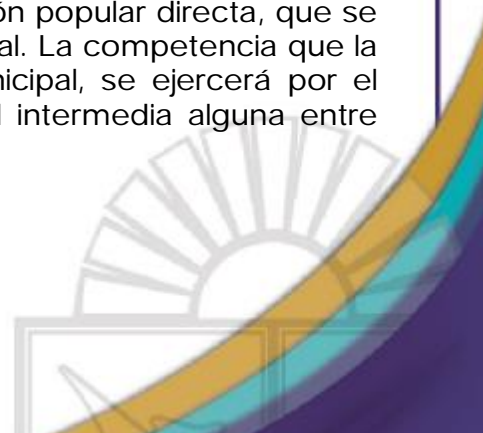 ón popular directa, que se
al. La competencia que la
nicipal, se ejercerá por el
intermedia alguna entre